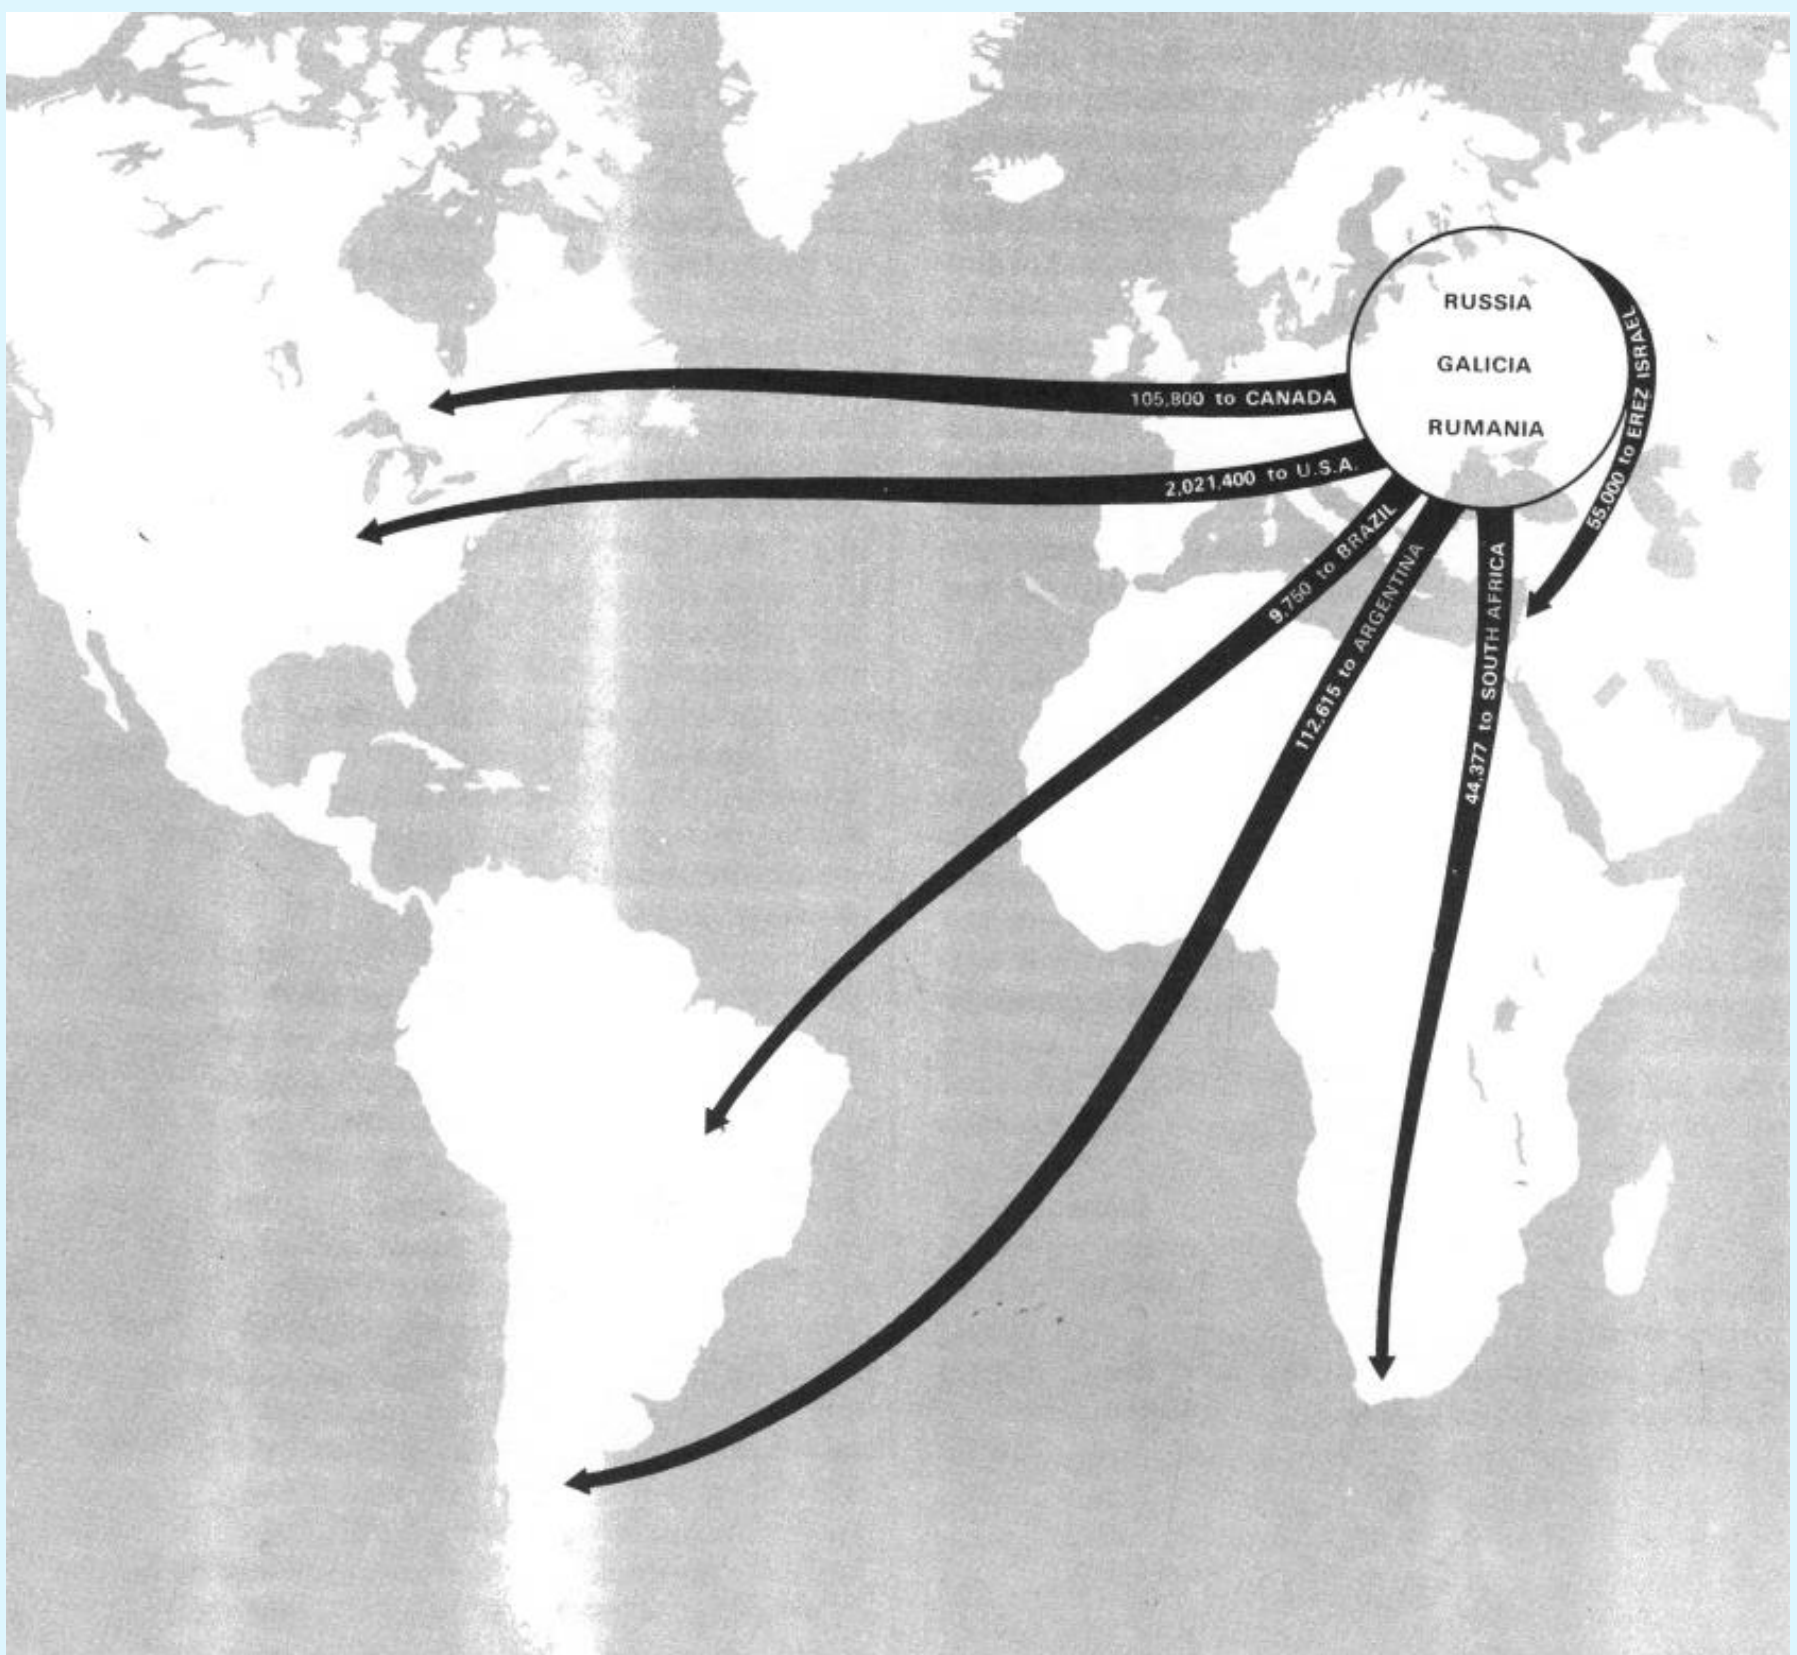 RUSSIA
GALICIA
RUMANIA
105,800 to CANADA
2,021,400 to U.S.A.
9,750 to BRAZIL
112,615 to ARGENTINA
44,377 to SOUTH AFRICA
55,000 to EREZ ISRAEL